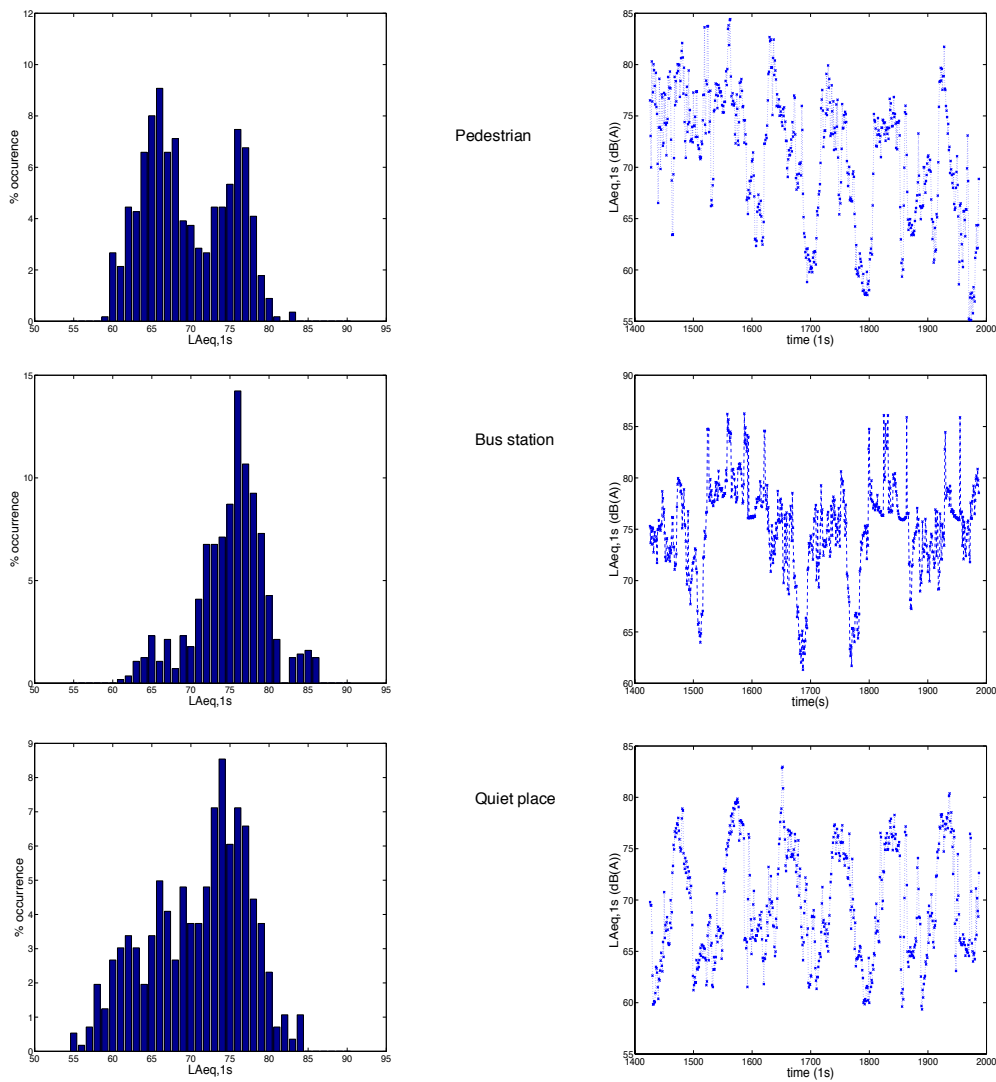 12
10
8
6
4
2
0
% occurrence
50 55 60 65 70 75 80 85 90 95
LAeq,1s
Pedestrian
85
80
75
70
65
60
55
LAeq,1s (dB(A))
1400 1500 1600 1700 1800 1900 2000
time (1s)
15
10
5
0
% occurrence
50 55 60 65 70 75 80 85 90 95
LAeq,1s
Bus station
90
85
80
75
70
65
60
LAeq,1s (dB(A))
1400 1500 1600 1700 1800 1900 2000
time(s)
9
8
7
6
5
4
3
2
1
0
% occurrence
50 55 60 65 70 75 80 85 90 95
LAeq,1s
Quiet place
85
80
75
70
65
60
55
LAeq,1s (dB(A))
1400 1500 1600 1700 1800 1900 2000
time (1s)